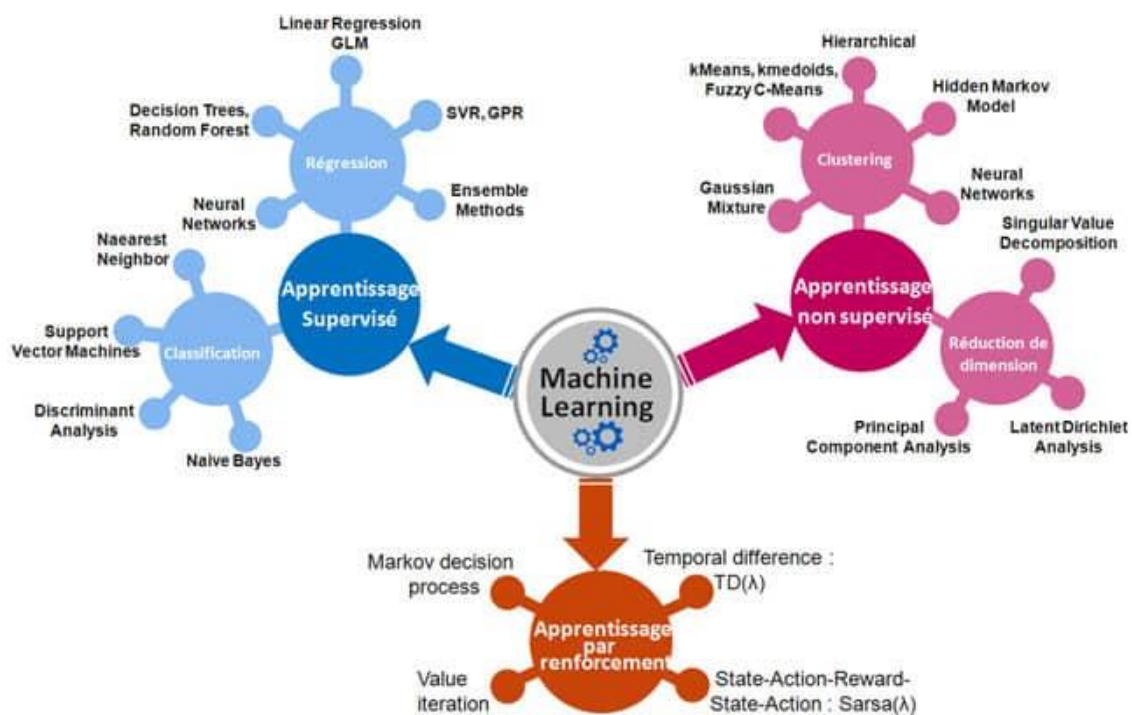 Linear Regression
GLM
Decision Trees,
Random Forest
SVR, GPR
Régression
Neural
Networks
Ensemble
Methods
Naearest
Neighbor
Support
Vector Machines
Classification
Discriminant
Analysis
Naive Bayes
Apprentissage
Supervisé
Machine
Learning
Hierarchical
kMeans, kmedoids,
Fuzzy C-Means
Hidden Markov
Model
Clustering
Gaussian
Mixture
Neural
Networks
Apprentissage
non supervisé
Singular Value
Decomposition
Réduction de
dimension
Principal
Component Analysis
Latent Dirichlet
Analysis
Markov decision
process
Temporal difference :
TD(λ)
Apprentissage
par
renforcement
Value
iteration
State-Action-Reward-
State-Action : Sarsa(λ)